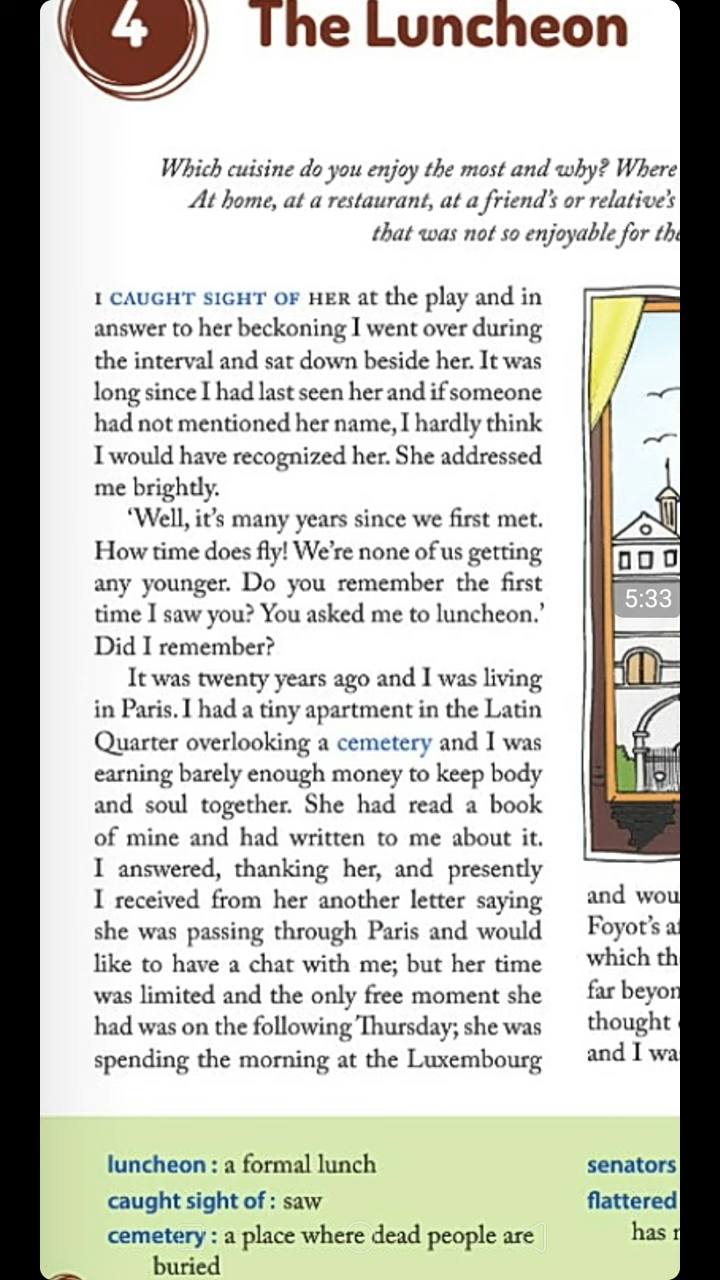 4
The Luncheon
Which cuisine do you enjoy the most and why? Where
At home, at a restaurant, at a friend's or relative's
that was not so enjoyable for the
I CAUGHT SIGHT OF HER at the play and in
answer to her beckoning I went over during
the interval and sat down beside her. It was
long since I had last seen her and if someone
had not mentioned her name, I hardly think
I would have recognized her. She addressed
me brightly.
'Well, it's many years since we first met.
How time does fly! We're none of us getting
any younger. Do you remember the first
time I saw you? You asked me to luncheon.'
Did I remember?
It was twenty years ago and I was living
in Paris. I had a tiny apartment in the Latin
Quarter overlooking a cemetery and I was
earning barely enough money to keep body
and soul together. She had read a book
of mine and had written to me about it.
I answered, thanking her, and presently
I received from her another letter saying
she was passing through Paris and would
like to have a chat with me; but her time
was limited and the only free moment she
had was on the following Thursday; she was
spending the morning at the Luxembourg
5:33
and wou
Foyot's a
which th
far beyon
thought
and I wa
luncheon : a formal lunch
caught sight of : saw
cemetery : a place where dead people are
buried
senators
flattered
has